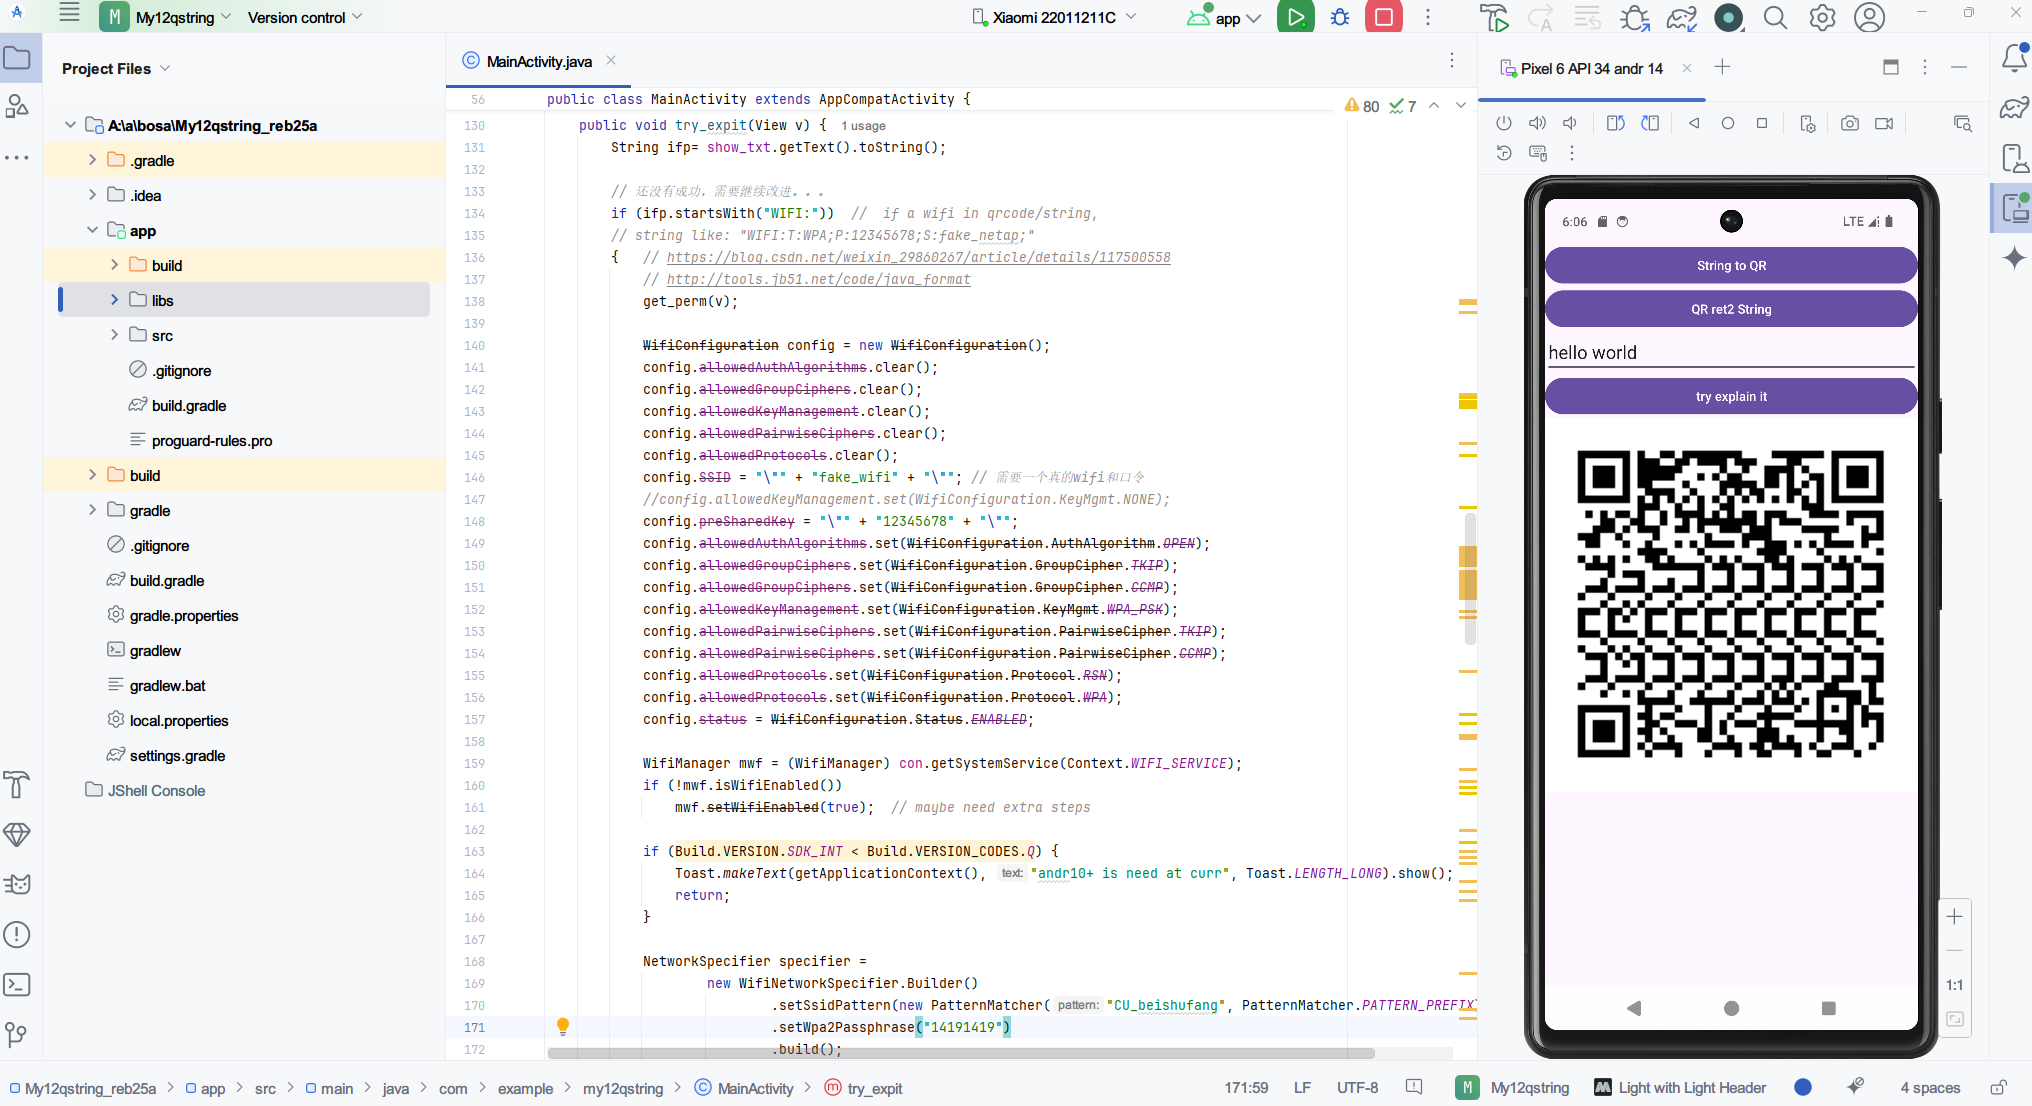 M My12qstring Version control Xiaomi 22011211C app
Project Files
A:\a\bosa\My12qstring_reb25a
.gradle
.idea
app
build
libs
src
.gitignore
build.gradle
proguard-rules.pro
build
gradle
.gitignore
build.gradle
gradle.properties
gradlew
gradlew.bat
local.properties
settings.gradle
JShell Console
MainActivity.java
80 7
56 public class MainActivity extends AppCompatActivity {
130 public void try_expit(View v) { 1 usage
131 String ifp= show_txt.getText().toString();
132
133 // 还没有成功，需要继续改进。。。
134 if (ifp.startsWith("WIFI:")) // if a wifi in qrcode/string,
135 // string like: "WIFI:T:WPA;P:12345678;S:fake_netap;"
136 { // https://blog.csdn.net/weixin_29860267/article/details/117500558
137 // http://tools.jb51.net/code/java_format
138 get_perm(v);
139
140 WifiConfiguration config = new WifiConfiguration();
141 config.allowedAuthAlgorithms.clear();
142 config.allowedGroupCiphers.clear();
143 config.allowedKeyManagement.clear();
144 config.allowedPairwiseCiphers.clear();
145 config.allowedProtocols.clear();
146 config.SSID = "\"" + "fake_wifi" + "\""; // 需要一个真的wifi和口令
147 //config.allowedKeyManagement.set(WifiConfiguration.KeyMgmt.NONE);
148 config.preSharedKey = "\"" + "12345678" + "\"";
149 config.allowedAuthAlgorithms.set(WifiConfiguration.AuthAlgorithm.OPEN);
150 config.allowedGroupCiphers.set(WifiConfiguration.GroupCipher.TKIP);
151 config.allowedGroupCiphers.set(WifiConfiguration.GroupCipher.CCMP);
152 config.allowedKeyManagement.set(WifiConfiguration.KeyMgmt.WPA_PSK);
153 config.allowedPairwiseCiphers.set(WifiConfiguration.PairwiseCipher.TKIP);
154 config.allowedPairwiseCiphers.set(WifiConfiguration.PairwiseCipher.CCMP);
155 config.allowedProtocols.set(WifiConfiguration.Protocol.RSN);
156 config.allowedProtocols.set(WifiConfiguration.Protocol.WPA);
157 config.status = WifiConfiguration.Status.ENABLED;
158
159 WifiManager mwf = (WifiManager) con.getSystemService(Context.WIFI_SERVICE);
160 if (!mwf.isWifiEnabled())
161 mwf.setWifiEnabled(true); // maybe need extra steps
162
163 if (Build.VERSION.SDK_INT < Build.VERSION_CODES.Q) {
164 Toast.makeText(getApplicationContext(), text: "andr10+ is need at curr", Toast.LENGTH_LONG).show();
165 return;
166 }
167
168 NetworkSpecifier specifier =
169 new WifiNetworkSpecifier.Builder()
170 .setSsidPattern(new PatternMatcher( pattern: "CU_beishufang", PatternMatcher.PATTERN_PREFIX)
171 .setWpa2Passphrase("14191419")
172 .build();
Pixel 6 API 34 andr 14
6:06 LTE
String to QR
QR ret2 String
hello world
try explain it
1:1
My12qstring_reb25a app src main java com example my12qstring MainActivity try_expit 171:59 LF UTF-8 M My12qstring Light with Light Header 4 spaces